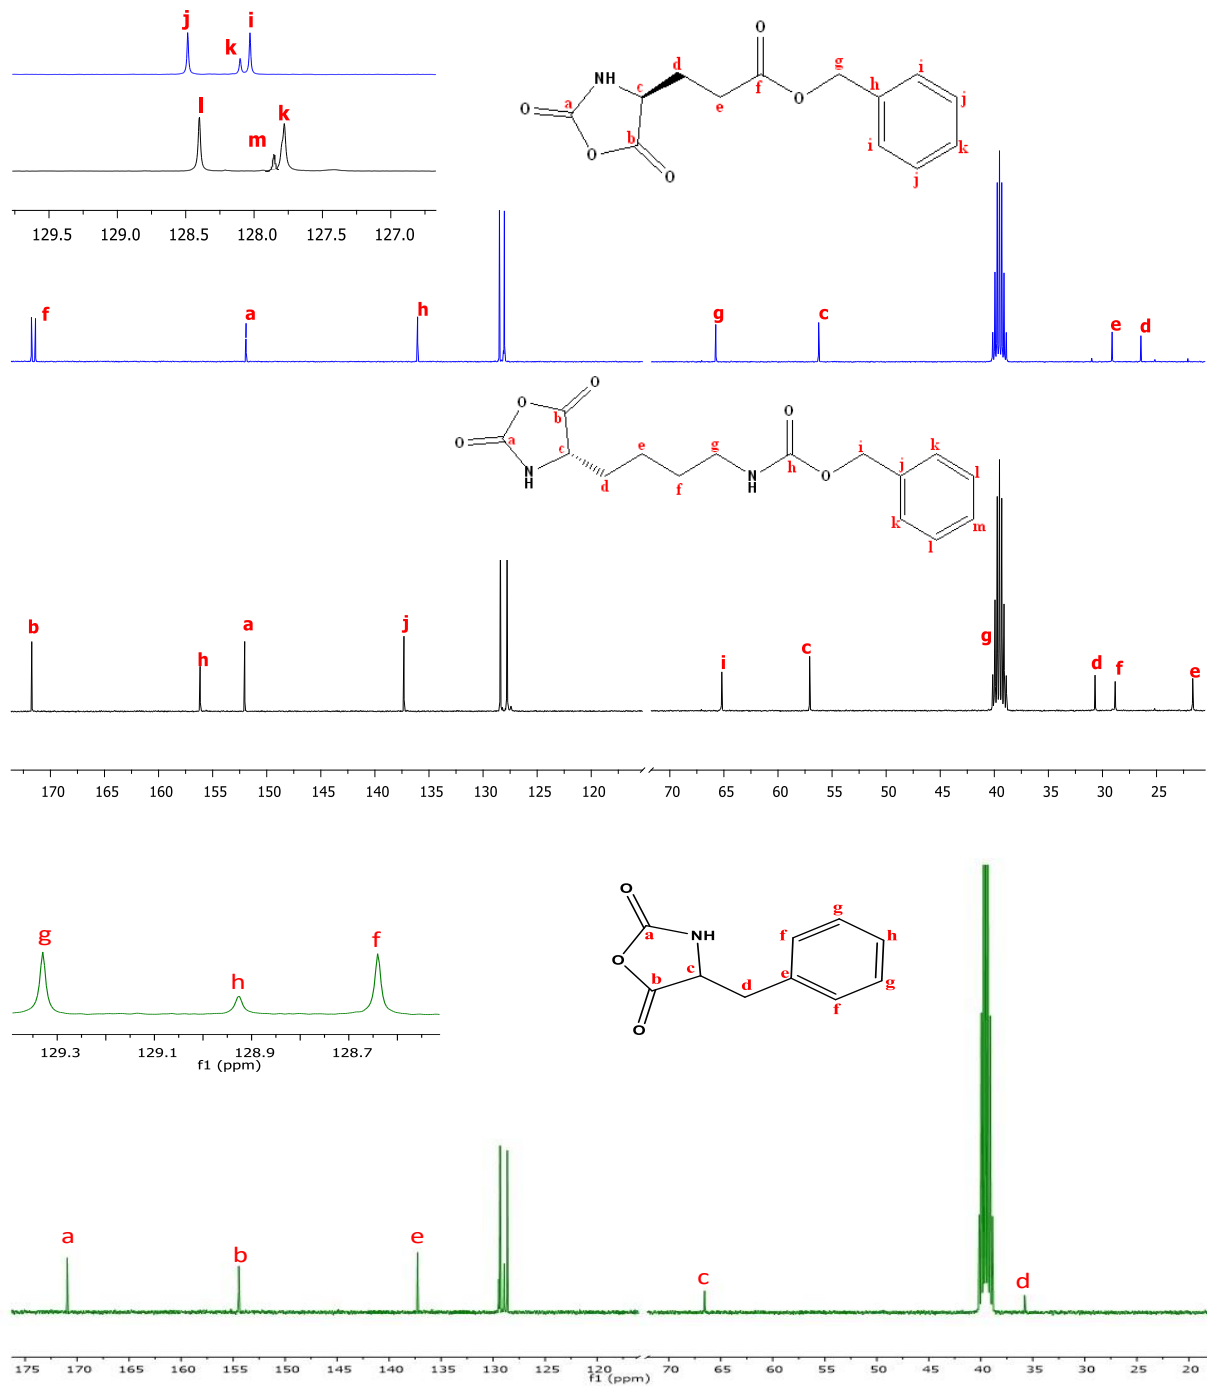 j
i
k
l
k
m
129.5 129.0 128.5 128.0 127.5 127.0
O
d
g
i
NH
c
h
j
O
a
e
f
O
b
i
k
O
O
j
f
a
h
g
c
e
d
O
O
b
O
e
g
i
k
O
a
c
j
l
N
H
d
f
N
H
h
O
k
m
l
b
h
a
j
i
c
g
d
f
e
170 165 160 155 150 145 140 135 130 125 120 70 65 60 55 50 45 40 35 30 25
O
g
f
h
a
NH
O
c
b
e
g
d
f
O
g
h
f
129.3 129.1 128.9 128.7
f1 (ppm)
a
b
e
c
d
175 170 165 160 155 150 145 140 135 130 125 120 70 65 60 55 50 45 40 35 30 25 20
f1 (ppm)